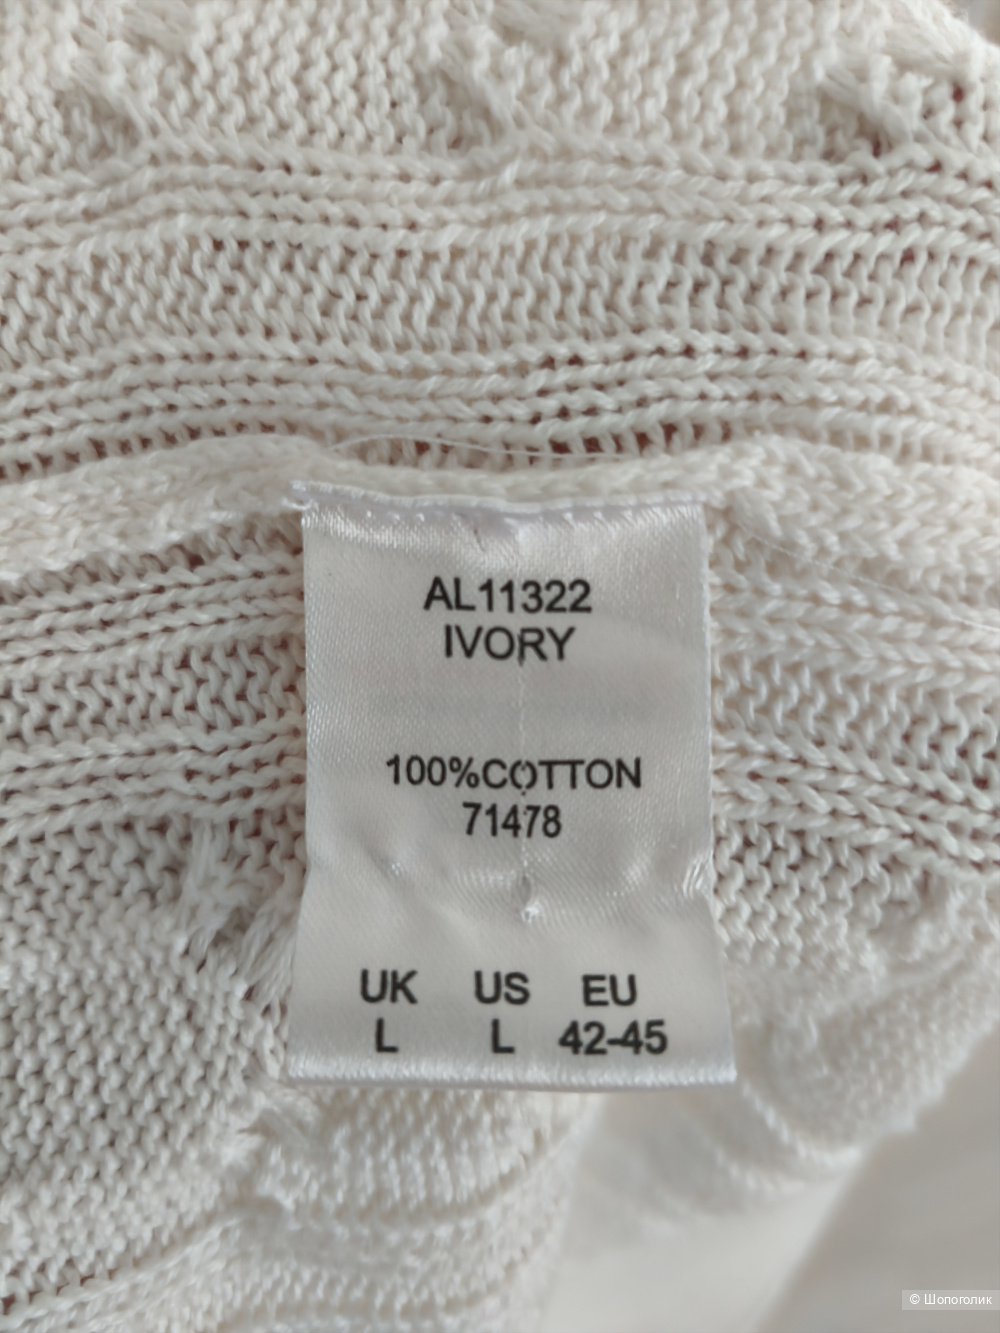 AL11322
IVORY
100%COTTON
71478
UK US EU
L L 42-45
© Шопоголик